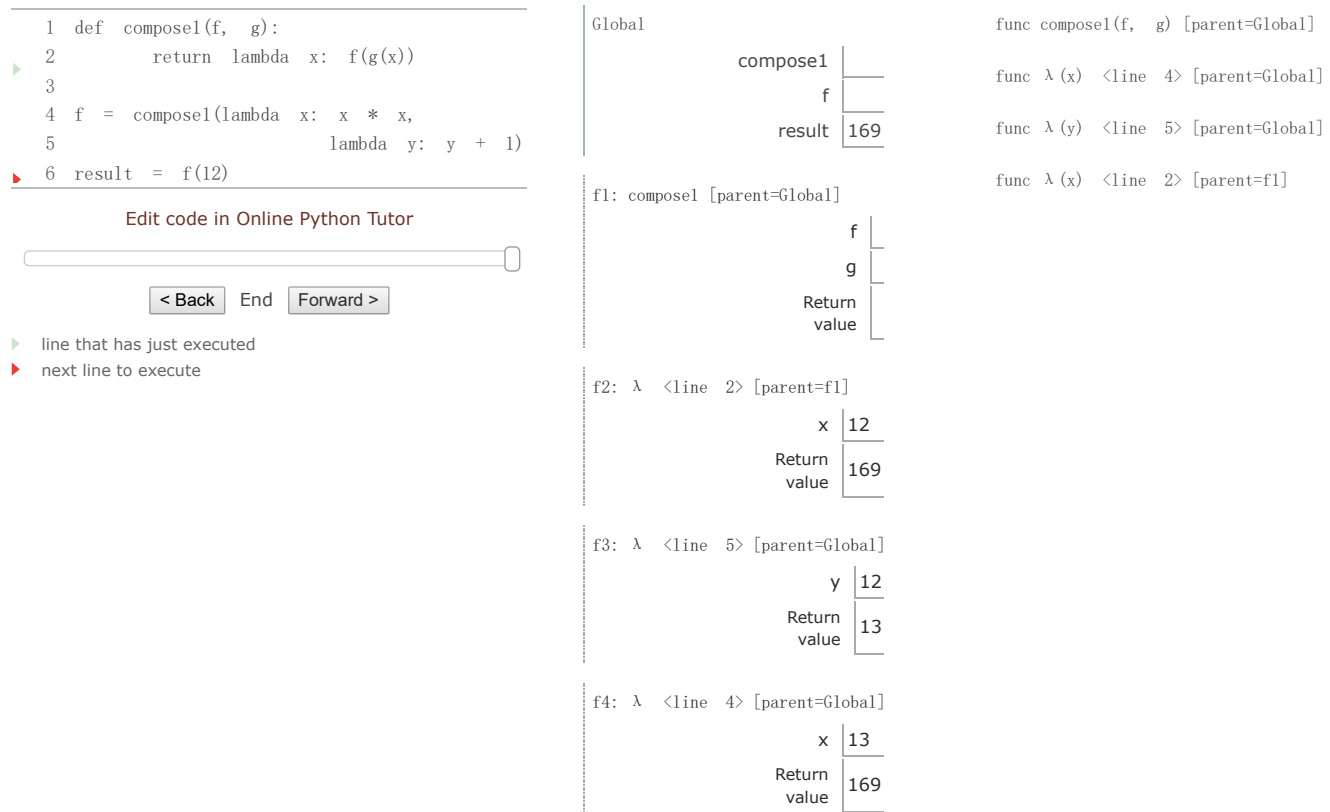 1 def compose1(f, g):
2 return lambda x: f(g(x))
3
4 f = compose1(lambda x: x * x,
5 lambda y: y + 1)
6 result = f(12)
Edit code in Online Python Tutor
< Back End Forward >
line that has just executed
next line to execute
Global
compose1
f
result 169
f1: compose1 [parent=Global]
f
g
Return
value
f2: λ <line 2> [parent=f1]
x 12
Return
value 169
f3: λ <line 5> [parent=Global]
y 12
Return
value 13
f4: λ <line 4> [parent=Global]
x 13
Return
value 169
func compose1(f, g) [parent=Global]
func λ(x) <line 4> [parent=Global]
func λ(y) <line 5> [parent=Global]
func λ(x) <line 2> [parent=f1]